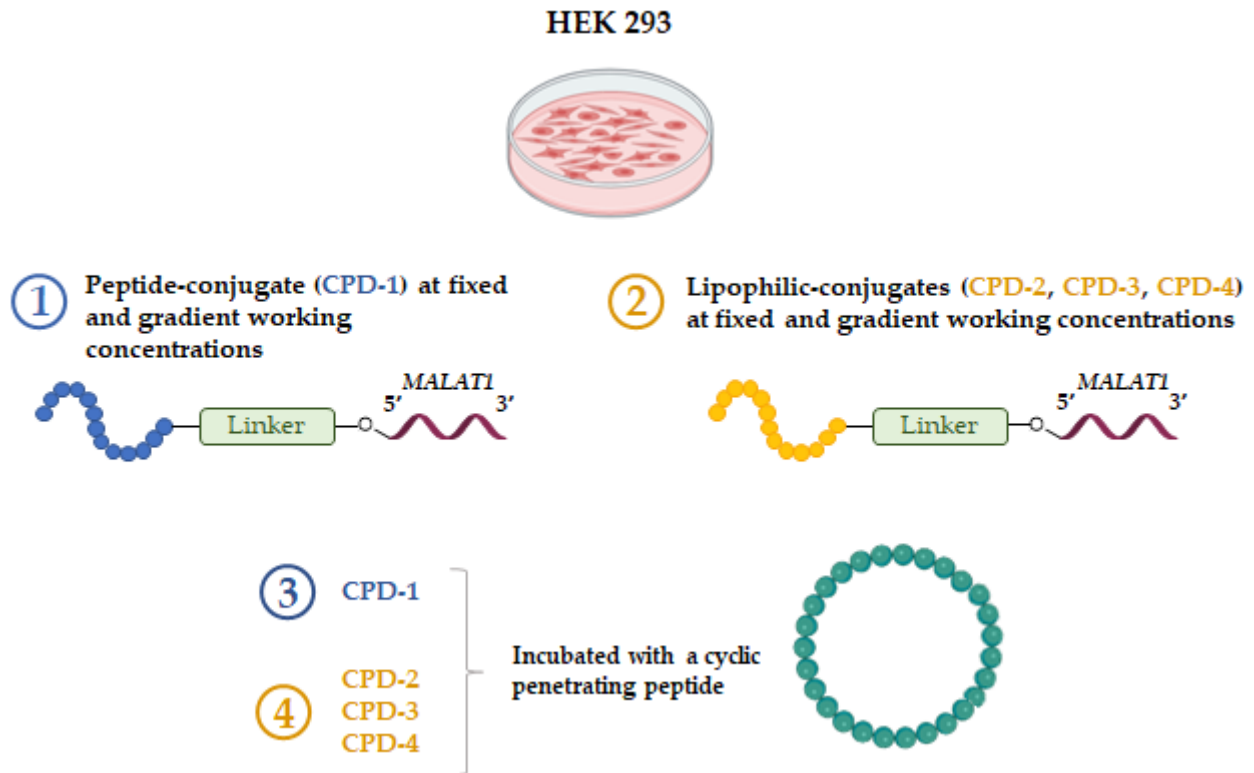 HEK 293
1
Peptide-conjugate (CPD-1) at fixed
and gradient working
concentrations
2
Lipophilic-conjugates (CPD-2, CPD-3, CPD-4)
at fixed and gradient working concentrations
Linker
5’
MALAT1
3’
Linker
5’
MALAT1
3’
3
CPD-1
4
CPD-2
CPD-3
CPD-4
Incubated with a cyclic
penetrating peptide